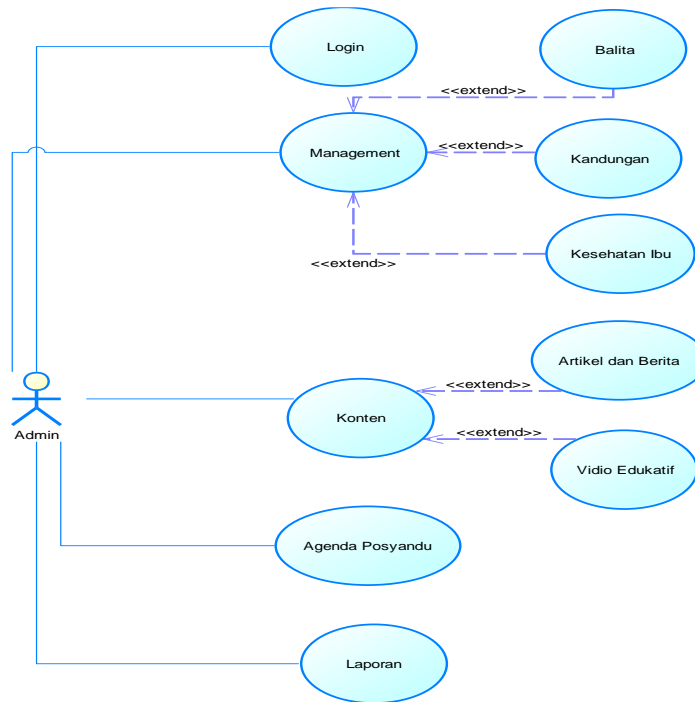 Login
Balita
<<extend>>
Management
<<extend>>
Kandungan
Kesehatan Ibu
<<extend>>
Artikel dan Berita
<<extend>>
Admin
Konten
<<extend>>
Vidio Edukatif
Agenda Posyandu
Laporan